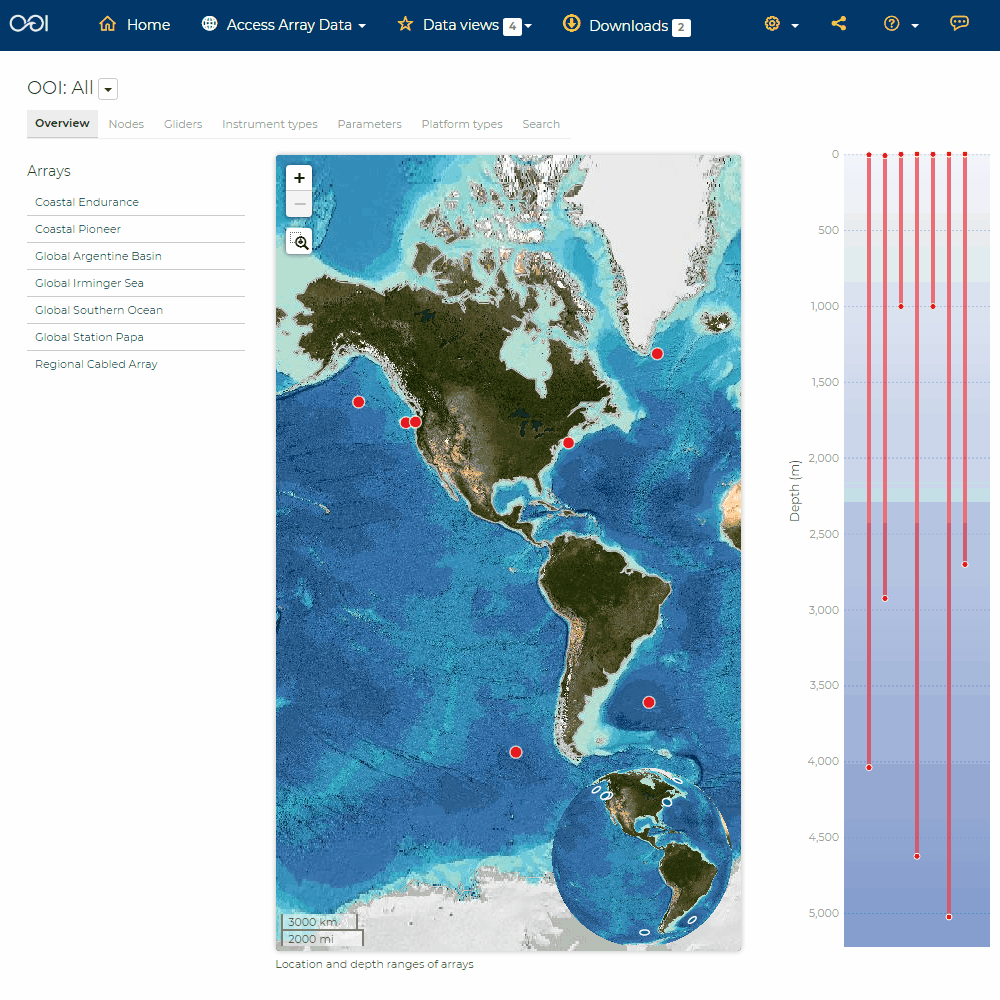 OOI Home Access Array Data Data views 4 Downloads 2
OOI: All
Overview Nodes Gliders Instrument types Parameters Platform types Search
Arrays
Coastal Endurance
Coastal Pioneer
Global Argentine Basin
Global Irminger Sea
Global Southern Ocean
Global Station Papa
Regional Cabled Array
+
−
3000 km
2000 mi
Location and depth ranges of arrays
Depth (m)
0
500
1,000
1,500
2,000
2,500
3,000
3,500
4,000
4,500
5,000